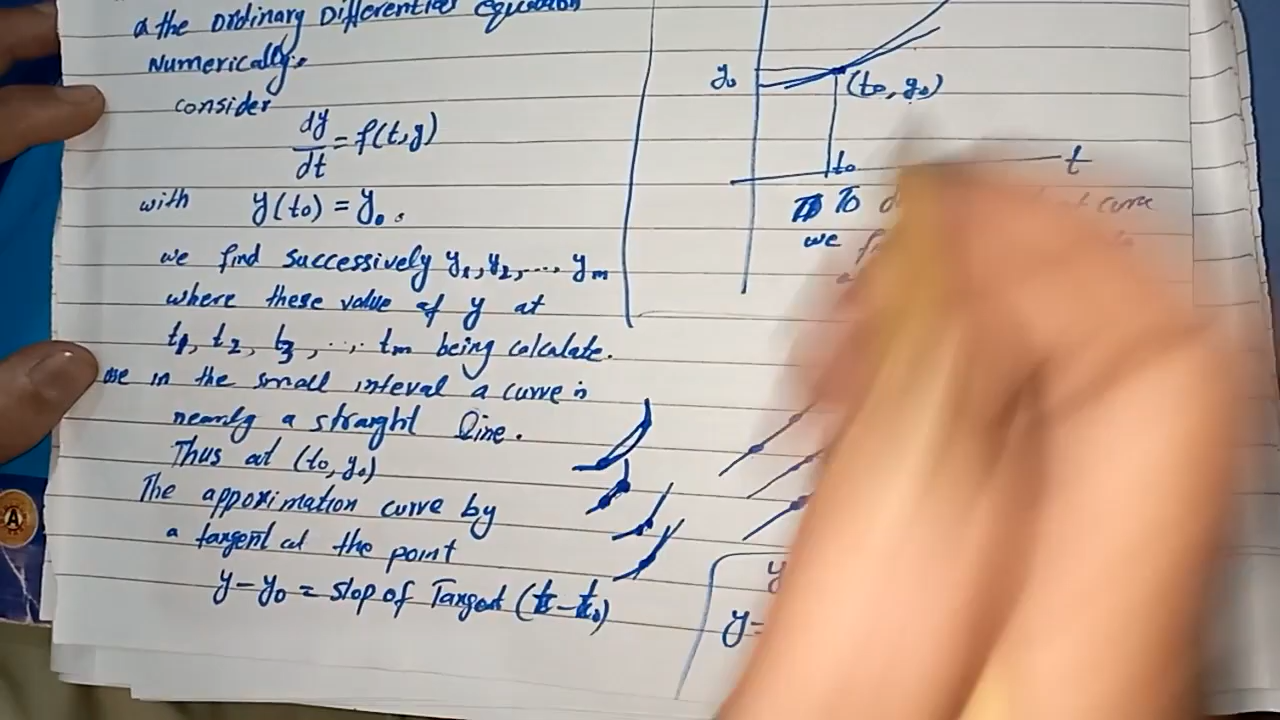 a the Ordinary Differential equation
Numerically.
consider
dy/dt = f(t,y)
with y(t0) = y0.
we find successively y1, y2, ... ym
where these value of y at
t1, t2, t3, ..., tm being calculate.
in the small interval a curve is
nearly a straight line.
Thus at (t0, y0)
The appoximation curve by
a tangent at the point
y-y0 = slop of Tangent (t-t0)
y0
(t0, y0)
t0
t
To
curve
we
y
y=
A